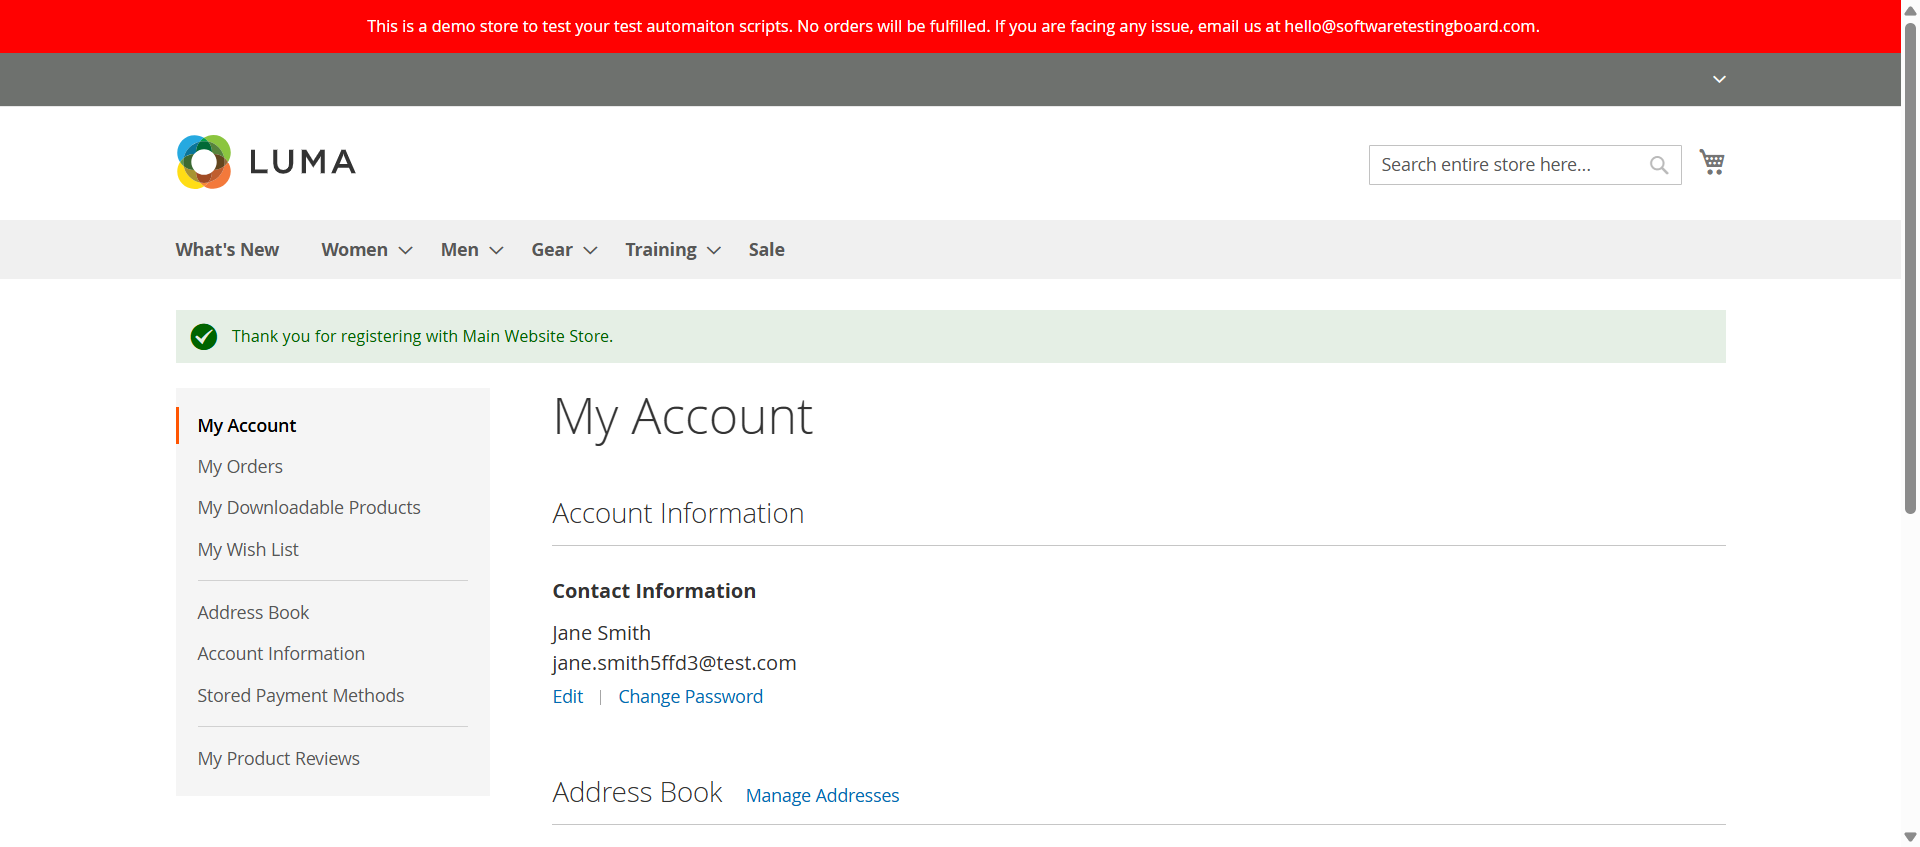 This is a demo store to test your test automaiton scripts. No orders will be fulfilled. If you are facing any issue, email us at hello@softwaretestingboard.com.
LUMA
Search entire store here...
What's New
Women
Men
Gear
Training
Sale
Thank you for registering with Main Website Store.
My Account
My Orders
My Downloadable Products
My Wish List
Address Book
Account Information
Stored Payment Methods
My Product Reviews
My Account
Account Information
Contact Information
Jane Smith
jane.smith5ffd3@test.com
Edit | Change Password
Address Book Manage Addresses